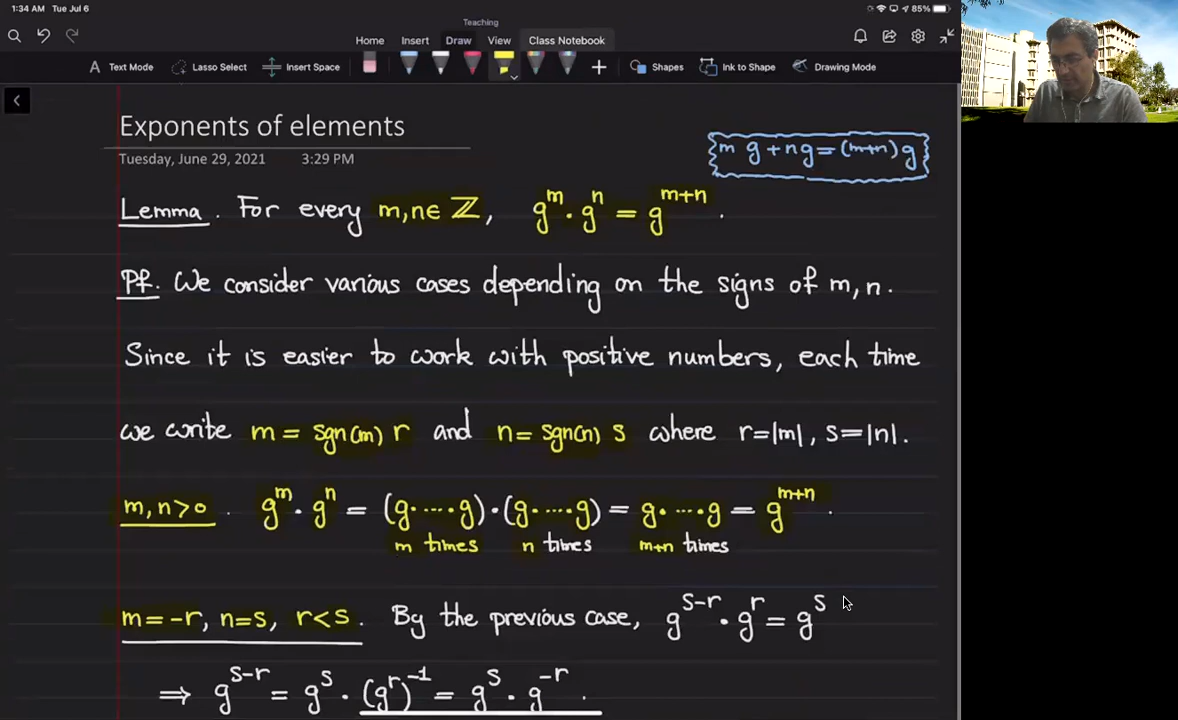 1:34 AM Tue Jul 6
85%
Teaching
Home Insert Draw View Class Notebook
Text Mode Lasso Select Insert Space Shapes Ink to Shape Drawing Mode
Exponents of elements
Tuesday, June 29, 2021 3:29 PM
m g + n g = (m+n) g
Lemma. For every m, n ∈ ℤ, g^m · g^n = g^{m+n}.
Pf. We consider various cases depending on the signs of m, n.
Since it is easier to work with positive numbers, each time
we write m = sgn(m) r and n = sgn(n) s where r=|m|, s=|n|.
m, n > 0. g^m · g^n = (g· ···· g)·(g· ···· g) = g· ··· · g = g^{m+n}.
m times n times m+n times
m = -r, n = s, r < s. By the previous case, g^{s-r} · g^r = g^s
⇒ g^{s-r} = g^s · (g^r)^{-1} = g^s · g^{-r}.